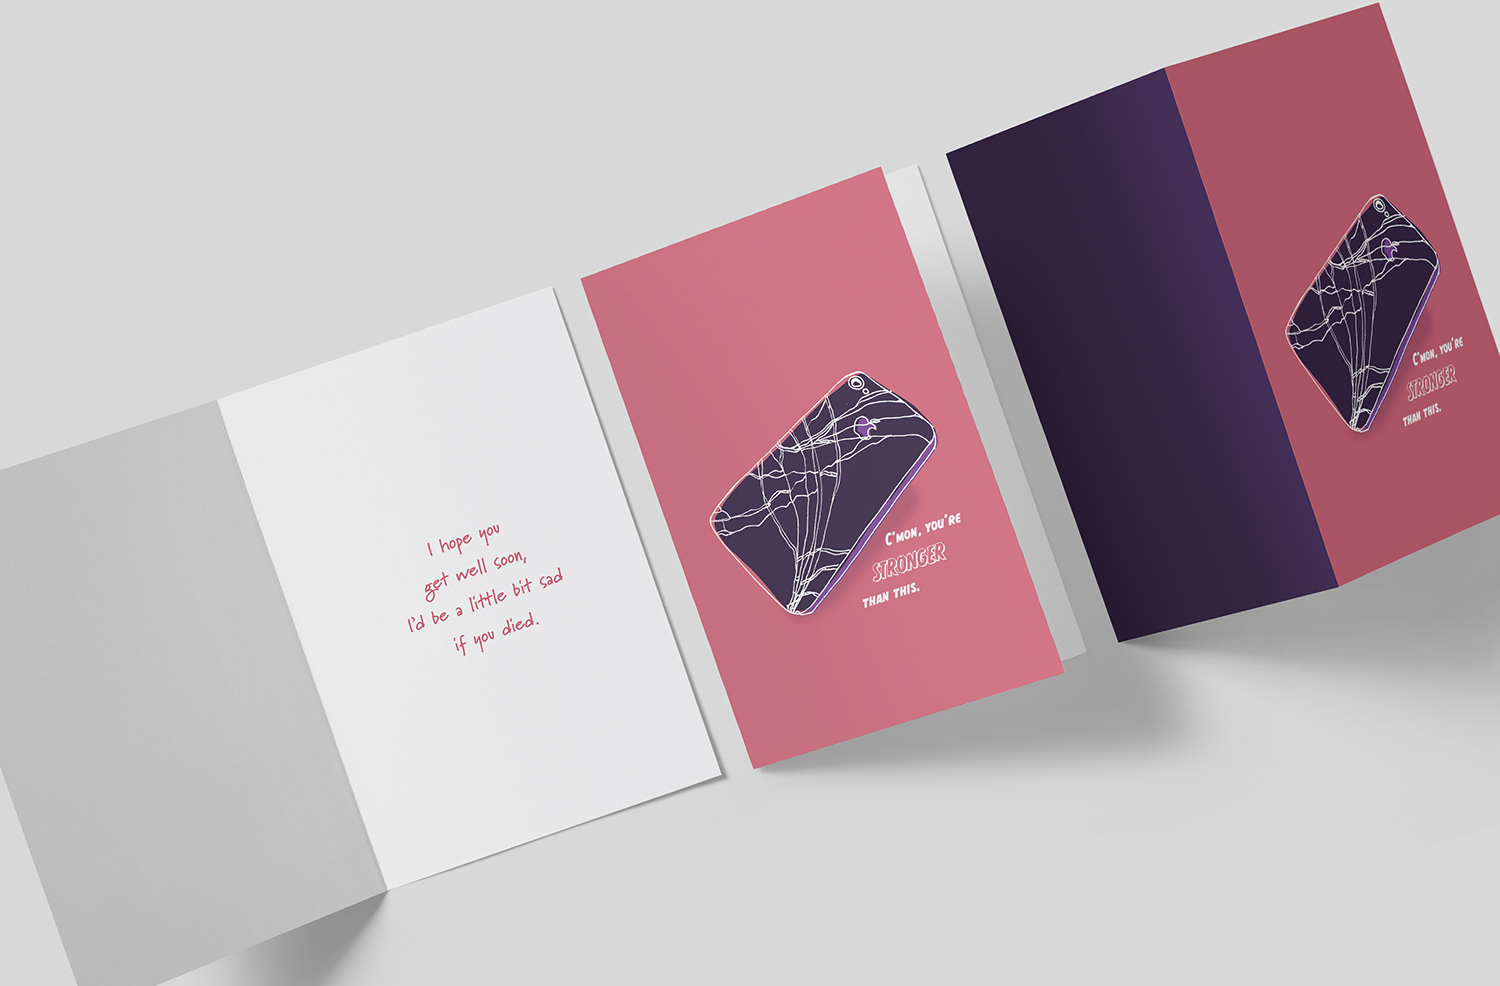 I hope you
get well soon,
I'd be a little bit sad
if you died.
C'MON, YOU'RE
STRONGER
THAN THIS.
C'MON, YOU'RE
STRONGER
THAN THIS.